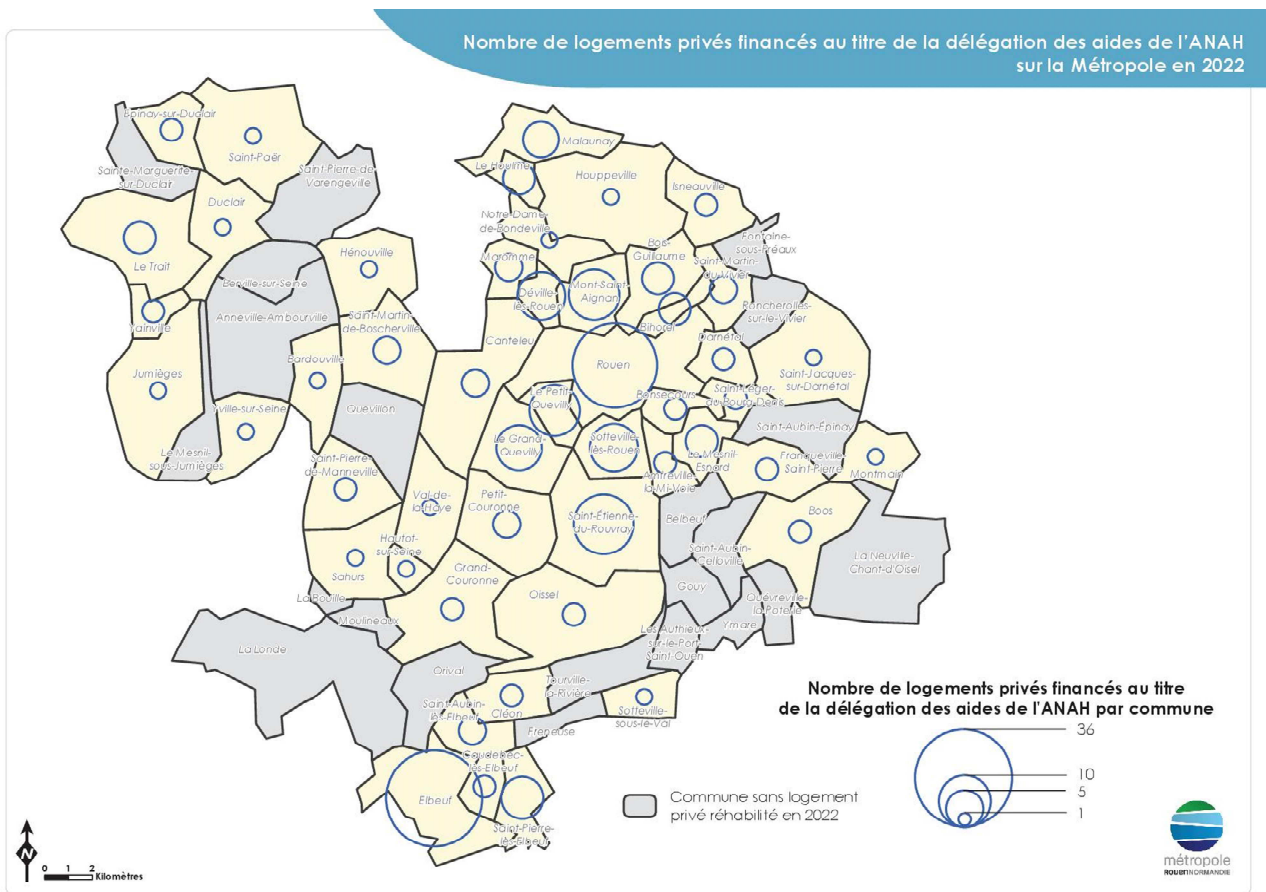 Nombre de logements privés financés au titre de la délégation des aides de l'ANAH
sur la Métropole en 2022
Epinay-sur-Duclair
Saint-Paër
Sainte-Marguerite-
sur-Duclair
Saint-Pierre-de
Varengeville
Duclair
Le Trait
Hénouville
Berville-sur-Seine
Anneville-Ambourville
Yainville
Saint-Martin-
de-Boscherville
Bardouville
Jumièges
Yville-sur-Seine
Quevillon
Le Mesnil-
sous-Jumièges
Saint-Pierre-
de-Manneville
Malaunay
Le Houlme
Houppeville
Isneauville
Notre-Dame-
de-Bondeville
Bois-
Guillaume
Fontaine-
sous-Préaux
Maromme
Saint-Martin-
du-Vivier
Déville-
lès-Rouen
Mont-Saint-
Aignan
Roncherolles-
sur-le-Vivier
Bihorel
Canteleu
Darnétal
Rouen
Saint-Jacques-
sur-Darnétal
Le Petit-
Quevilly
Bonsecours
Saint-Léger-
du-Bourg-Denis
Saint-Aubin-Epinay
Le Grand-
Quevilly
Sotteville-
lès-Rouen
Le Mesnil-
Esnard
Franqueville-
Saint-Pierre
Montmain
Amfreville-
la-Mi-Voie
Val-de-
la-Haye
Petit-
Couronne
Saint-Étienne-
du-Rouvray
Belbeuf
Boos
Saint-Aubin-
Celloville
La Neuville-
Chant-d'Oisel
Hautot-
sur-Seine
Sahurs
Grand-
Couronne
Oissel
Gouy
Quévreville-
la-Poterie
La Bouille
Moulineaux
Les Authieux-
sur-le-Port-
Saint-Ouen
Ymare
La Londe
Orival
Tourville-
la-Rivière
Saint-Aubin-
lès-Elbeuf
Cléon
Sotteville-
sous-le-Val
Freneuse
Caudebec-
lès-Elbeuf
Elbeuf
Saint-Pierre-
lès-Elbeuf
Nombre de logements privés financés au titre
de la délégation des aides de l'ANAH par commune
36
10
5
1
Commune sans logement
privé réhabilité en 2022
N
0 1 2
Kilomètres
métropole
ROUENNORMANDIE